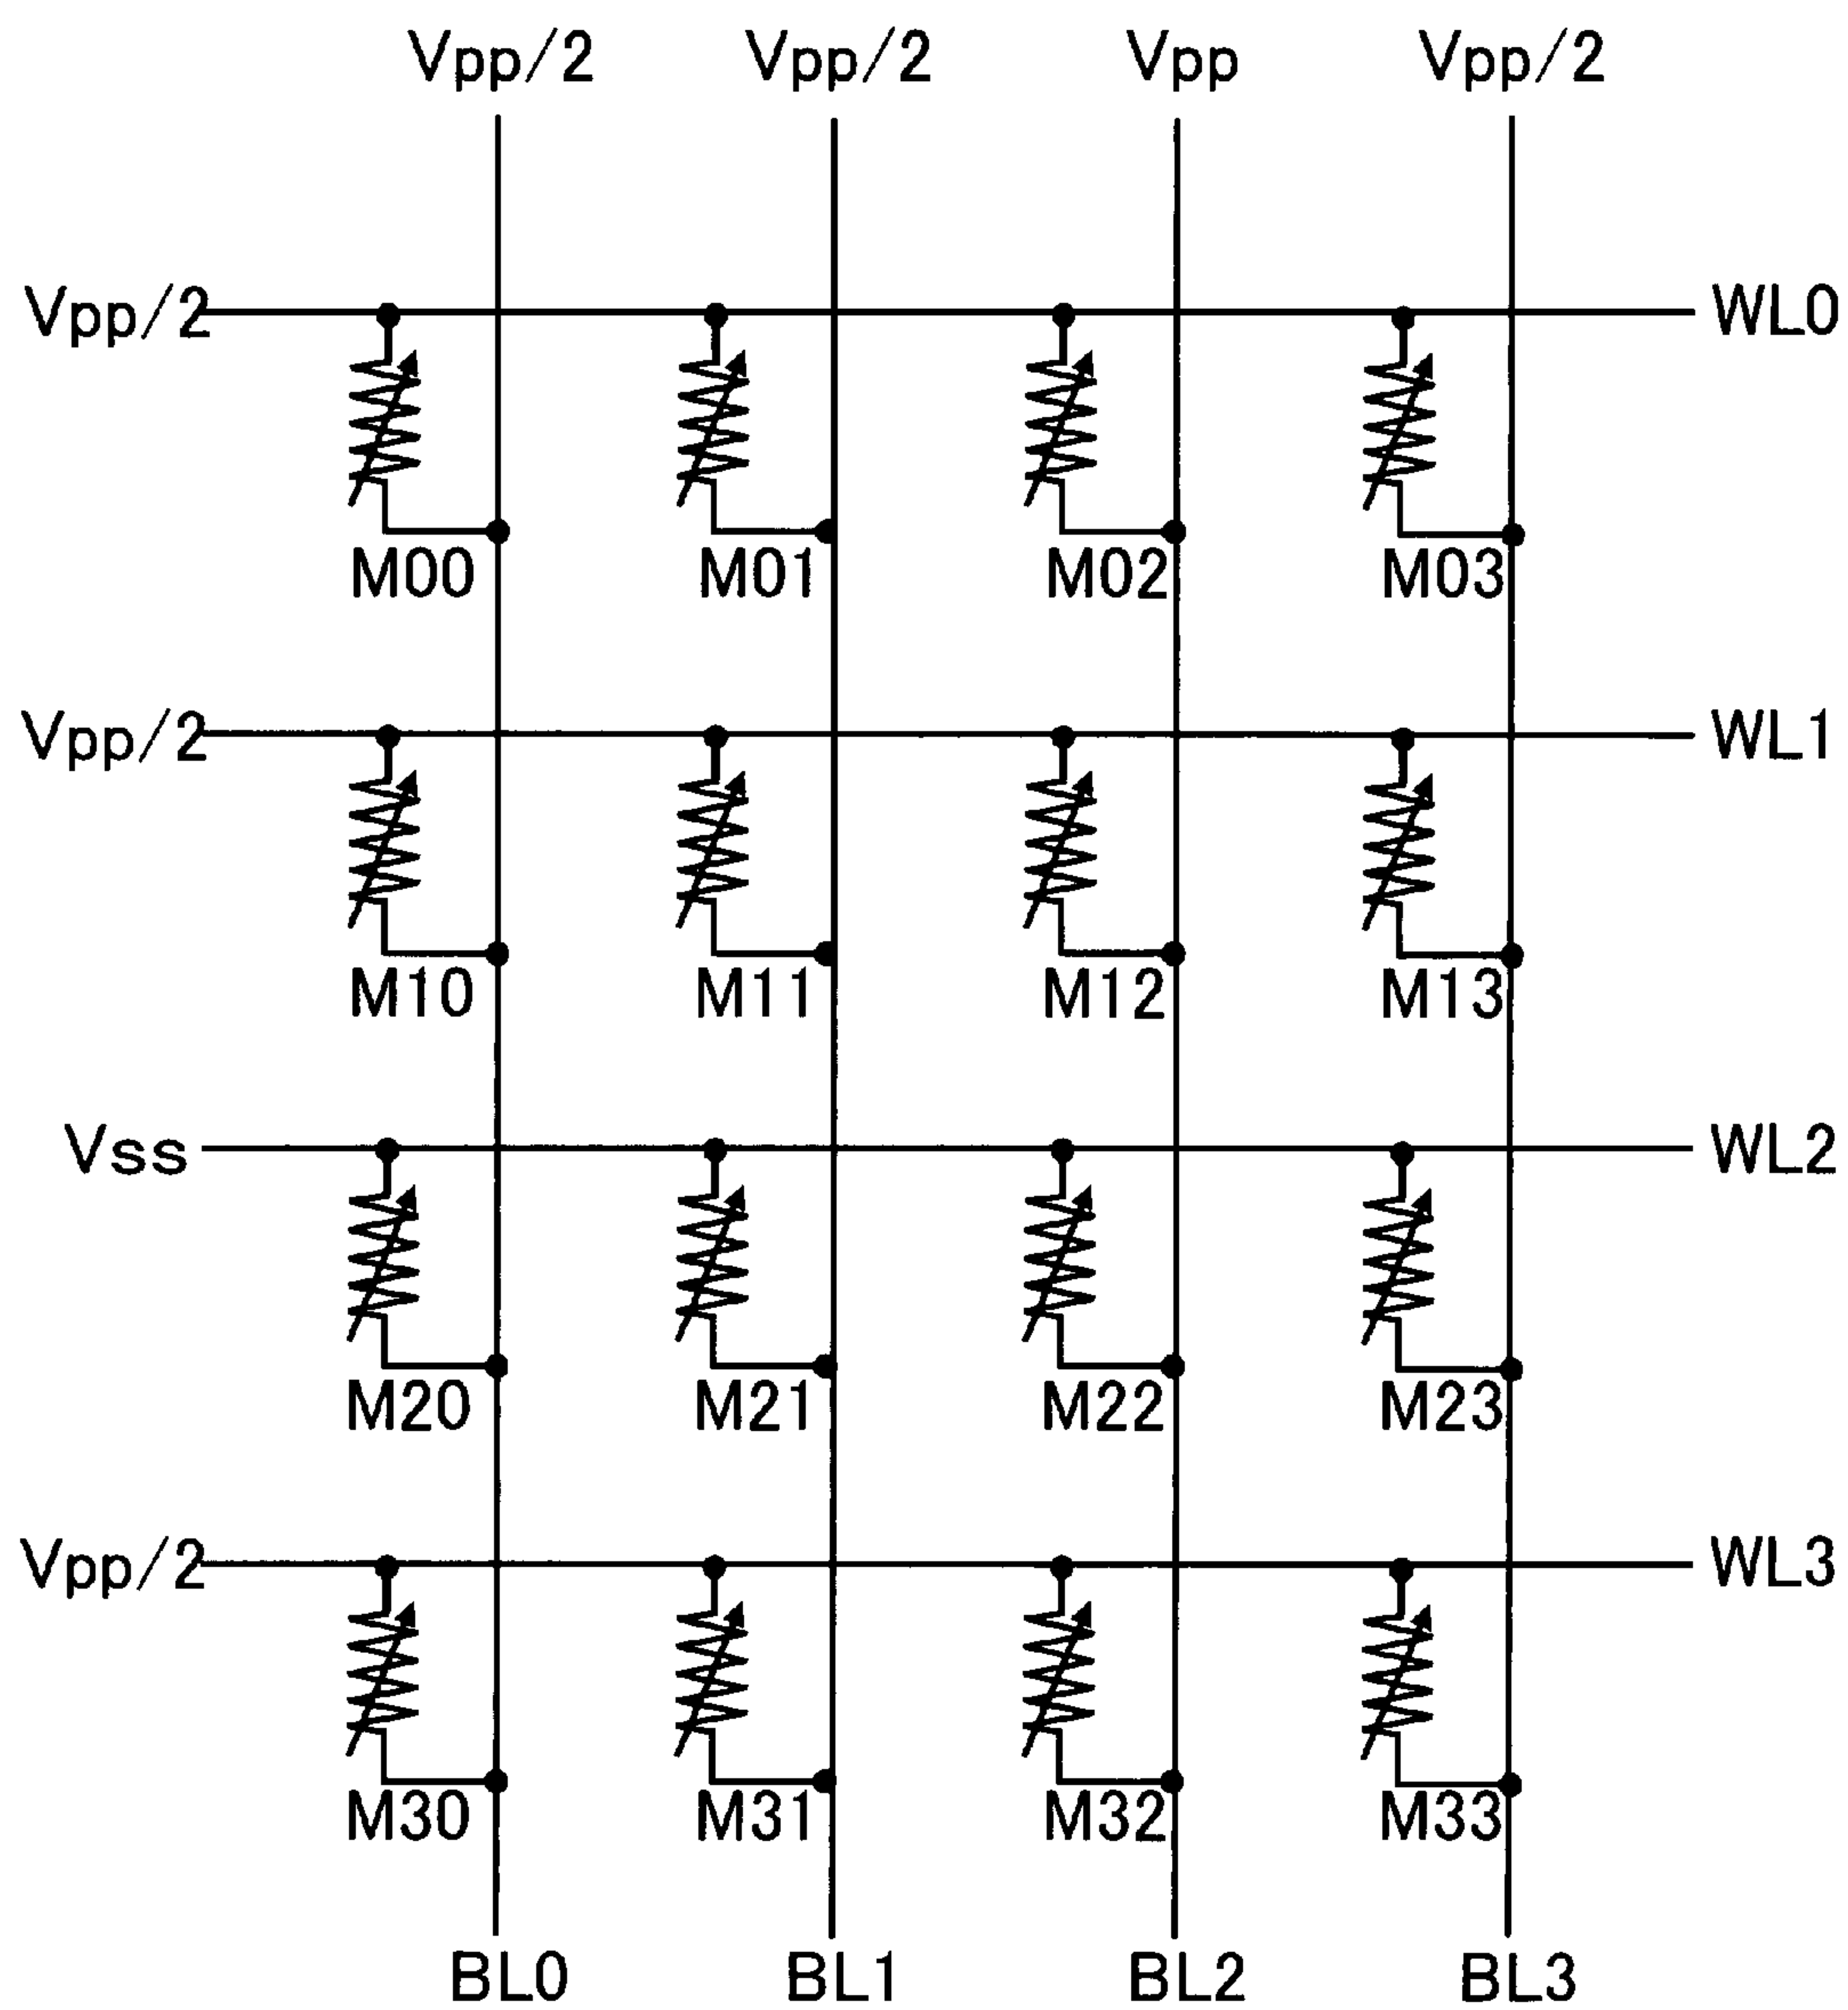 Vpp/2 Vpp/2 Vpp Vpp/2
Vpp/2 WL0
M00 M01 M02 M03
Vpp/2 WL1
M10 M11 M12 M13
Vss WL2
M20 M21 M22 M23
Vpp/2 WL3
M30 M31 M32 M33
BL0 BL1 BL2 BL3